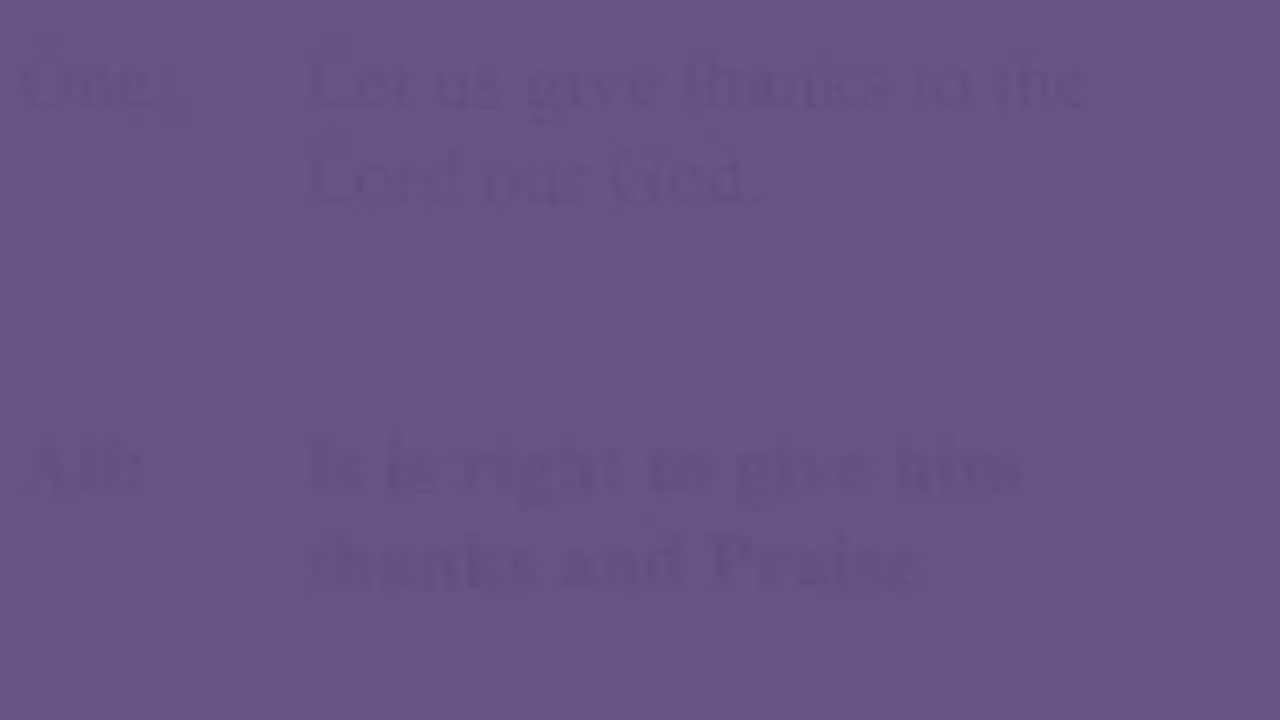 One: Let us give thanks to the
Lord our God.
All: It is right to give him
thanks and Praise